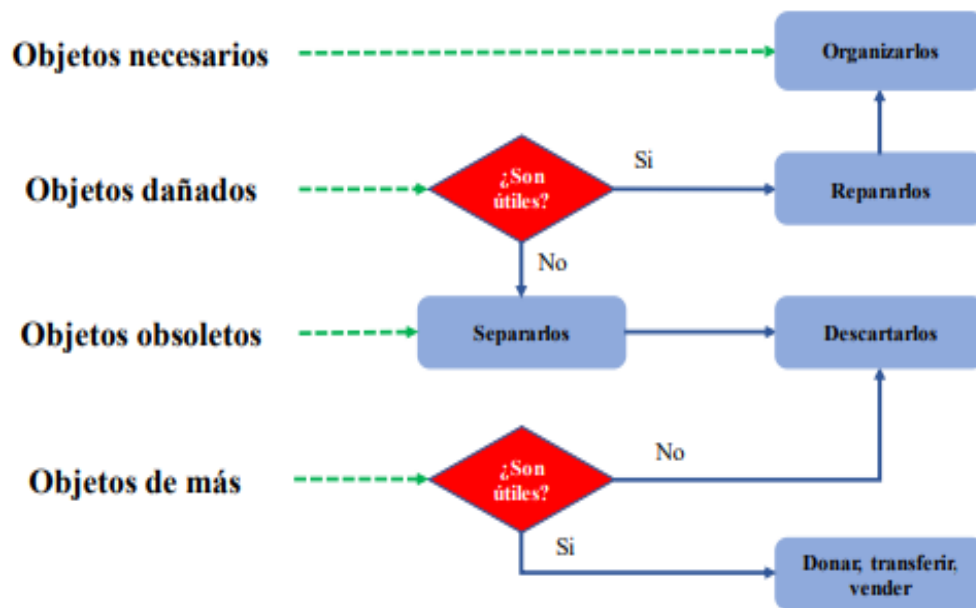 Objetos necesarios
Organizarlos
Objetos dañados
¿Son
útiles?
Si
Repararlos
No
Objetos obsoletos
Separarlos
Descartarlos
Objetos de más
¿Son
útiles?
No
Si
Donar, transferir,
vender